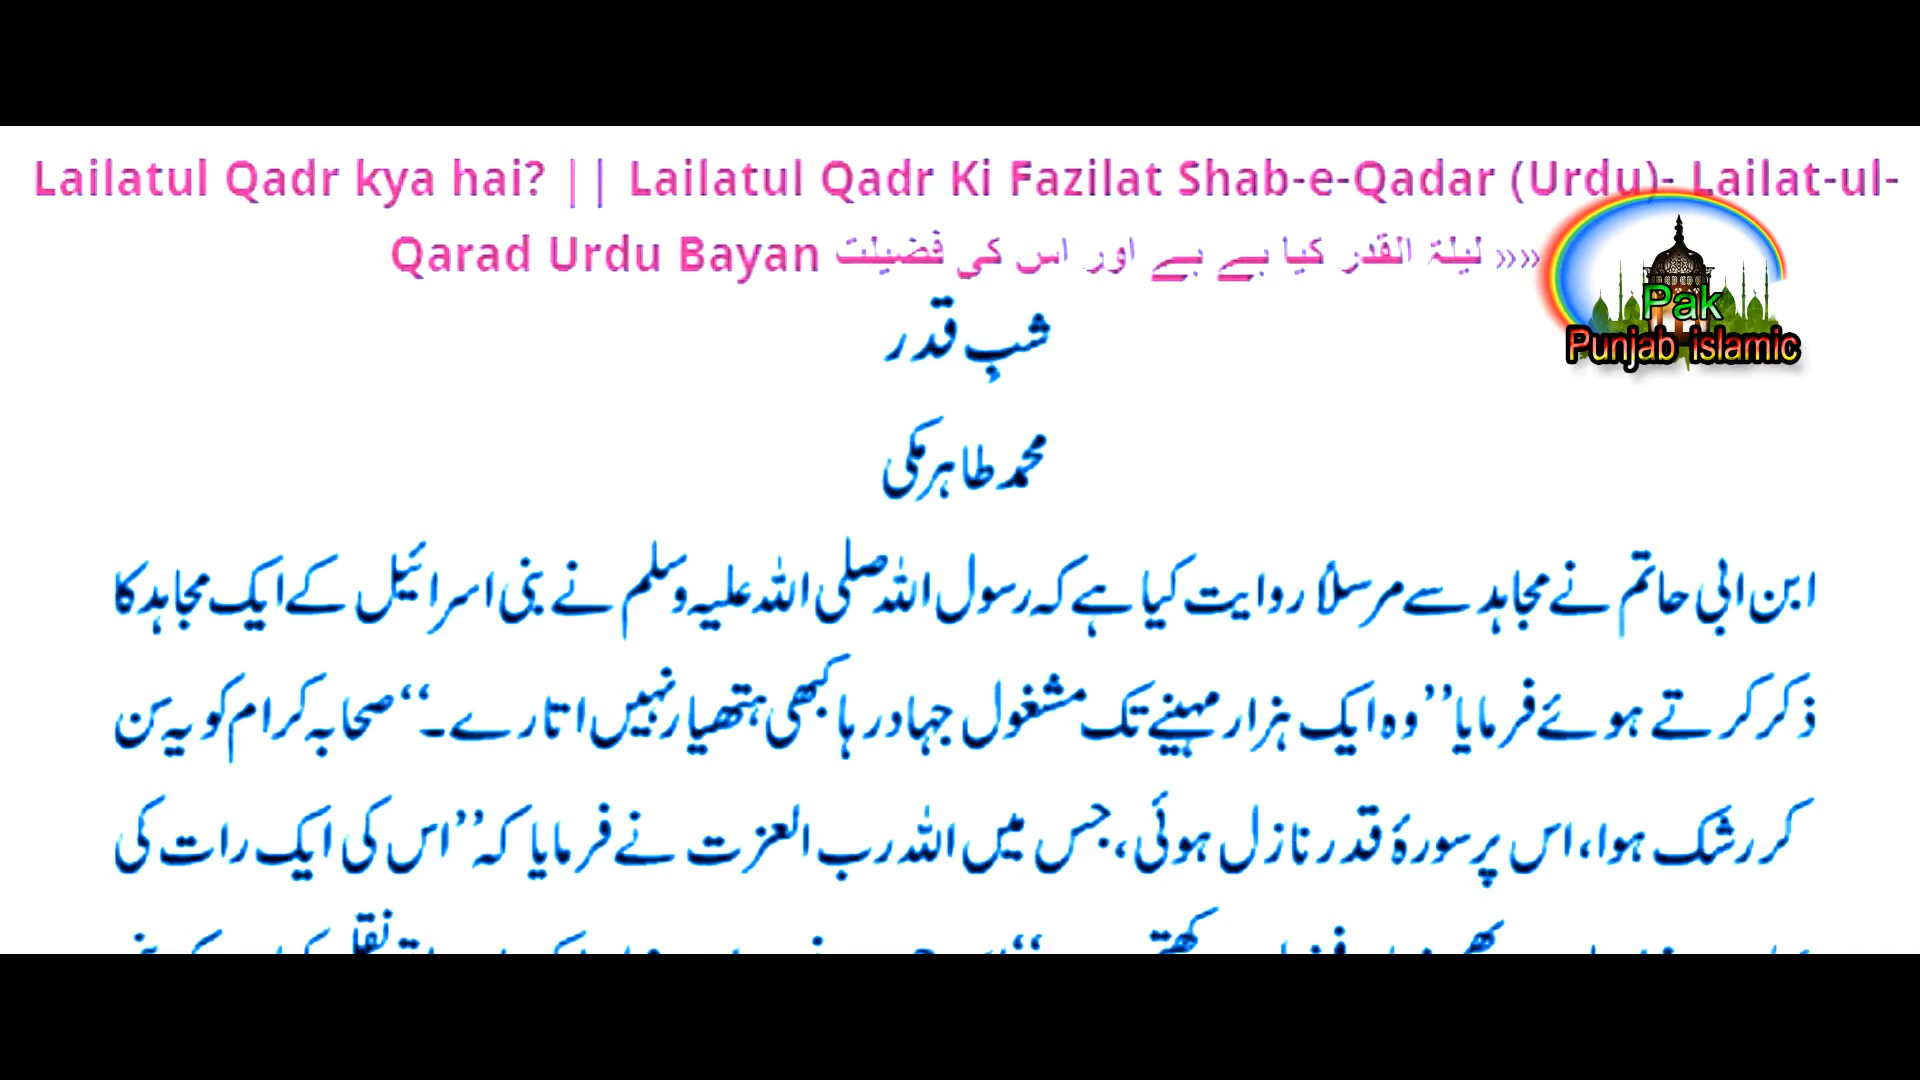 Lailatul Qadr kya hai? || Lailatul Qadr Ki Fazilat Shab-e-Qadar (Urdu)- Lailat-ul-
Qarad Urdu Bayan لیلۃ القدر کیا ہے ہے اور اس کی فضیلت »»
Pak
Punjab islamic
شبِ قدر
محمد طاہر مکی
ابن ابی حاتم نے مجاہد سے مرسلاً روایت کیا ہے کہ رسول اللہ صلی اللہ علیہ وسلم نے بنی اسرائیل کے ایک مجاہد کا
ذکر کرتے ہوئے فرمایا ’’وہ ایک ہزار مہینے تک مشغول جہاد رہا کبھی ہتھیار نہیں اتارے۔‘‘ صحابہ کرام کو یہ سن
کر رشک ہوا، اس پر سورۂ قدر نازل ہوئی، جس میں اللہ رب العزت نے فرمایا کہ ’’اس کی ایک رات کی